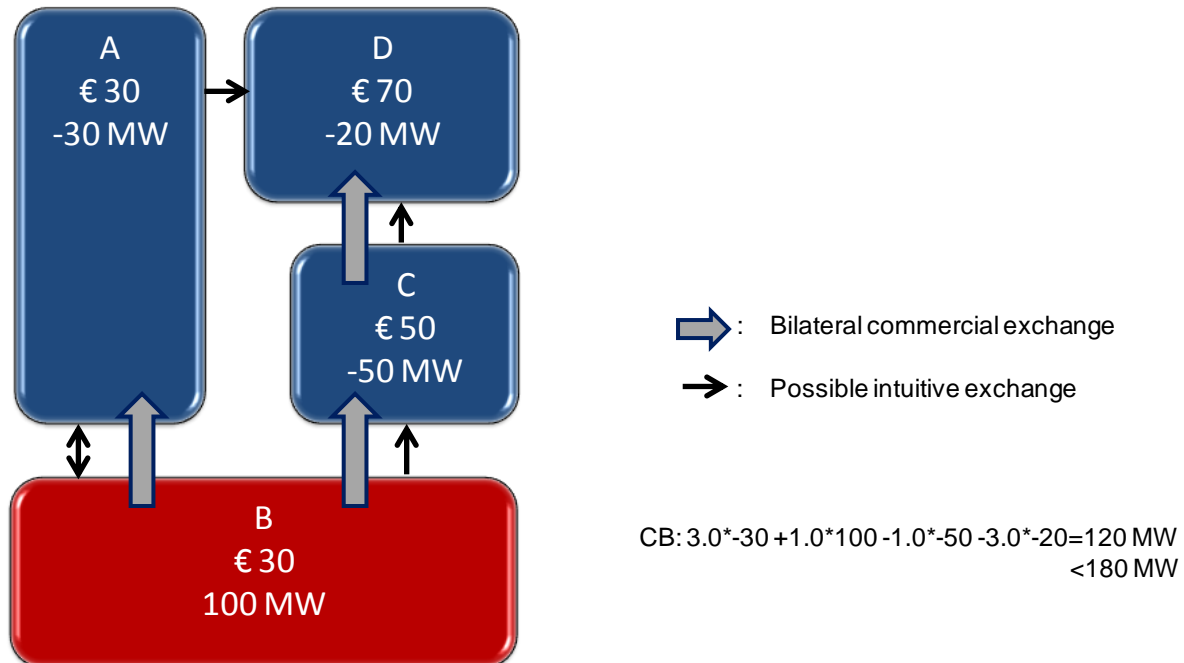 A
€ 30
-30 MW
D
€ 70
-20 MW
C
€ 50
-50 MW
B
€ 30
100 MW
: Bilateral commercial exchange
: Possible intuitive exchange
CB: 3.0*-30 +1.0*100 -1.0*-50 -3.0*-20=120 MW
<180 MW